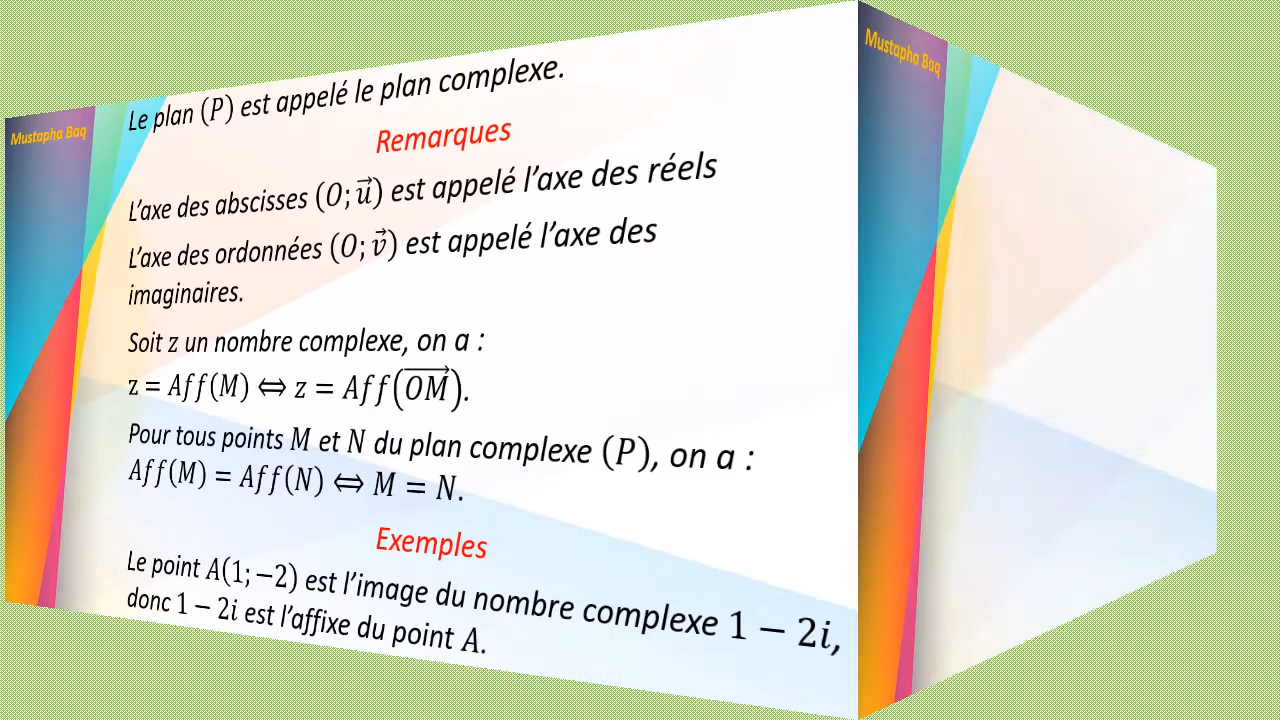 Mustapha Baq
Le plan (P) est appelé le plan complexe.
Remarques
L'axe des abscisses (O; u⃗) est appelé l'axe des réels
L'axe des ordonnées (O; v⃗) est appelé l'axe des
imaginaires.
Soit z un nombre complexe, on a :
z = Aff(M) ⇔ z = Aff(OM⃗).
Pour tous points M et N du plan complexe (P), on a :
Aff(M) = Aff(N) ⇔ M = N.
Exemples
Le point A(1; −2) est l'image du nombre complexe 1 − 2i,
donc 1 − 2i est l'affixe du point A.
Mustapha Baq